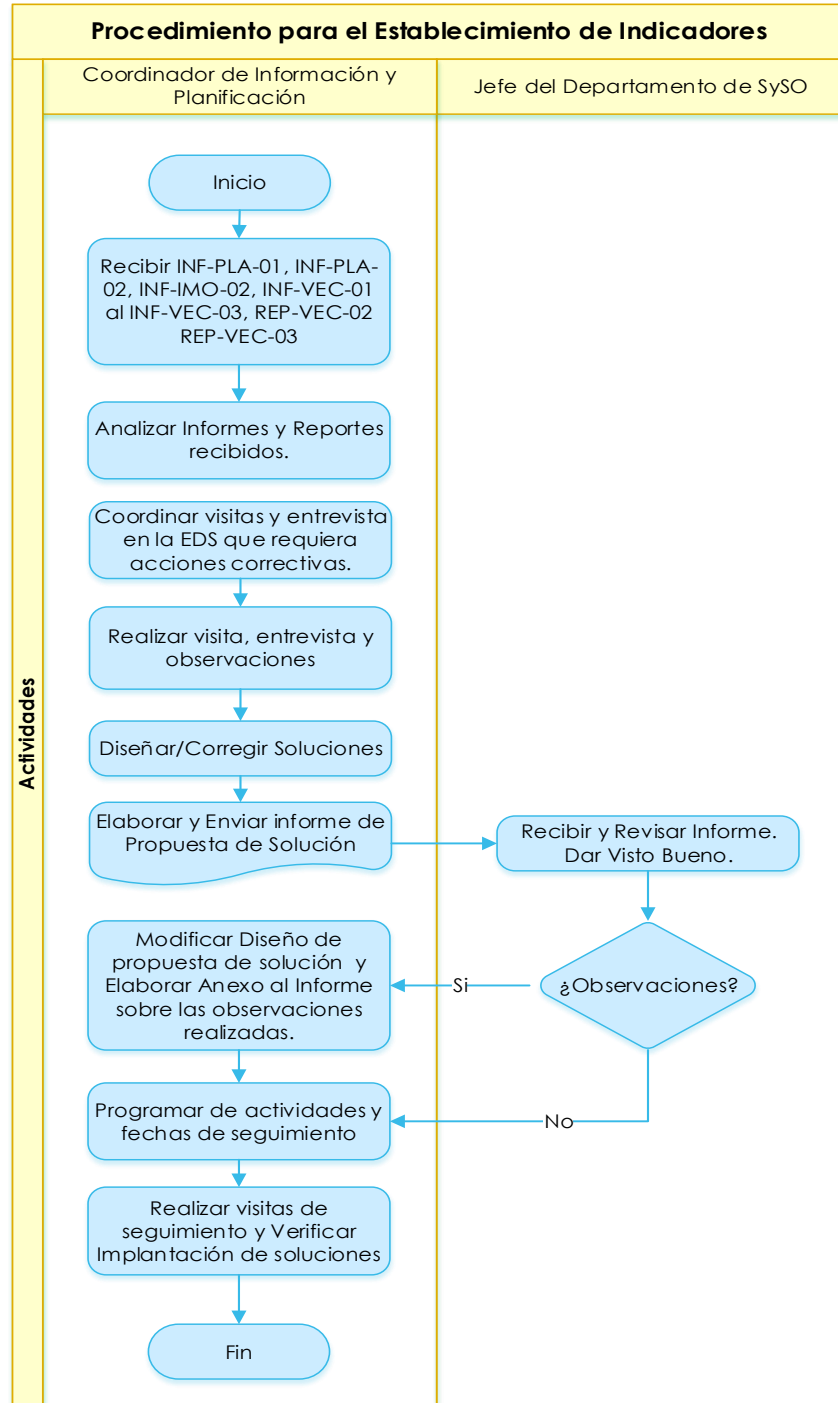 Procedimiento para el Establecimiento de Indicadores
Coordinador de Información y
Planificación
Jefe del Departamento de SySO
Actividades
Inicio
Recibir INF-PLA-01, INF-PLA-
02, INF-IMO-02, INF-VEC-01
al INF-VEC-03, REP-VEC-02
REP-VEC-03
Analizar Informes y Reportes
recibidos.
Coordinar visitas y entrevista
en la EDS que requiera
acciones correctivas.
Realizar visita, entrevista y
observaciones
Diseñar/Corregir Soluciones
Elaborar y Enviar informe de
Propuesta de Solución
Recibir y Revisar Informe.
Dar Visto Bueno.
¿Observaciones?
Si
Modificar Diseño de
propuesta de solución y
Elaborar Anexo al Informe
sobre las observaciones
realizadas.
No
Programar de actividades y
fechas de seguimiento
Realizar visitas de
seguimiento y Verificar
Implantación de soluciones
Fin